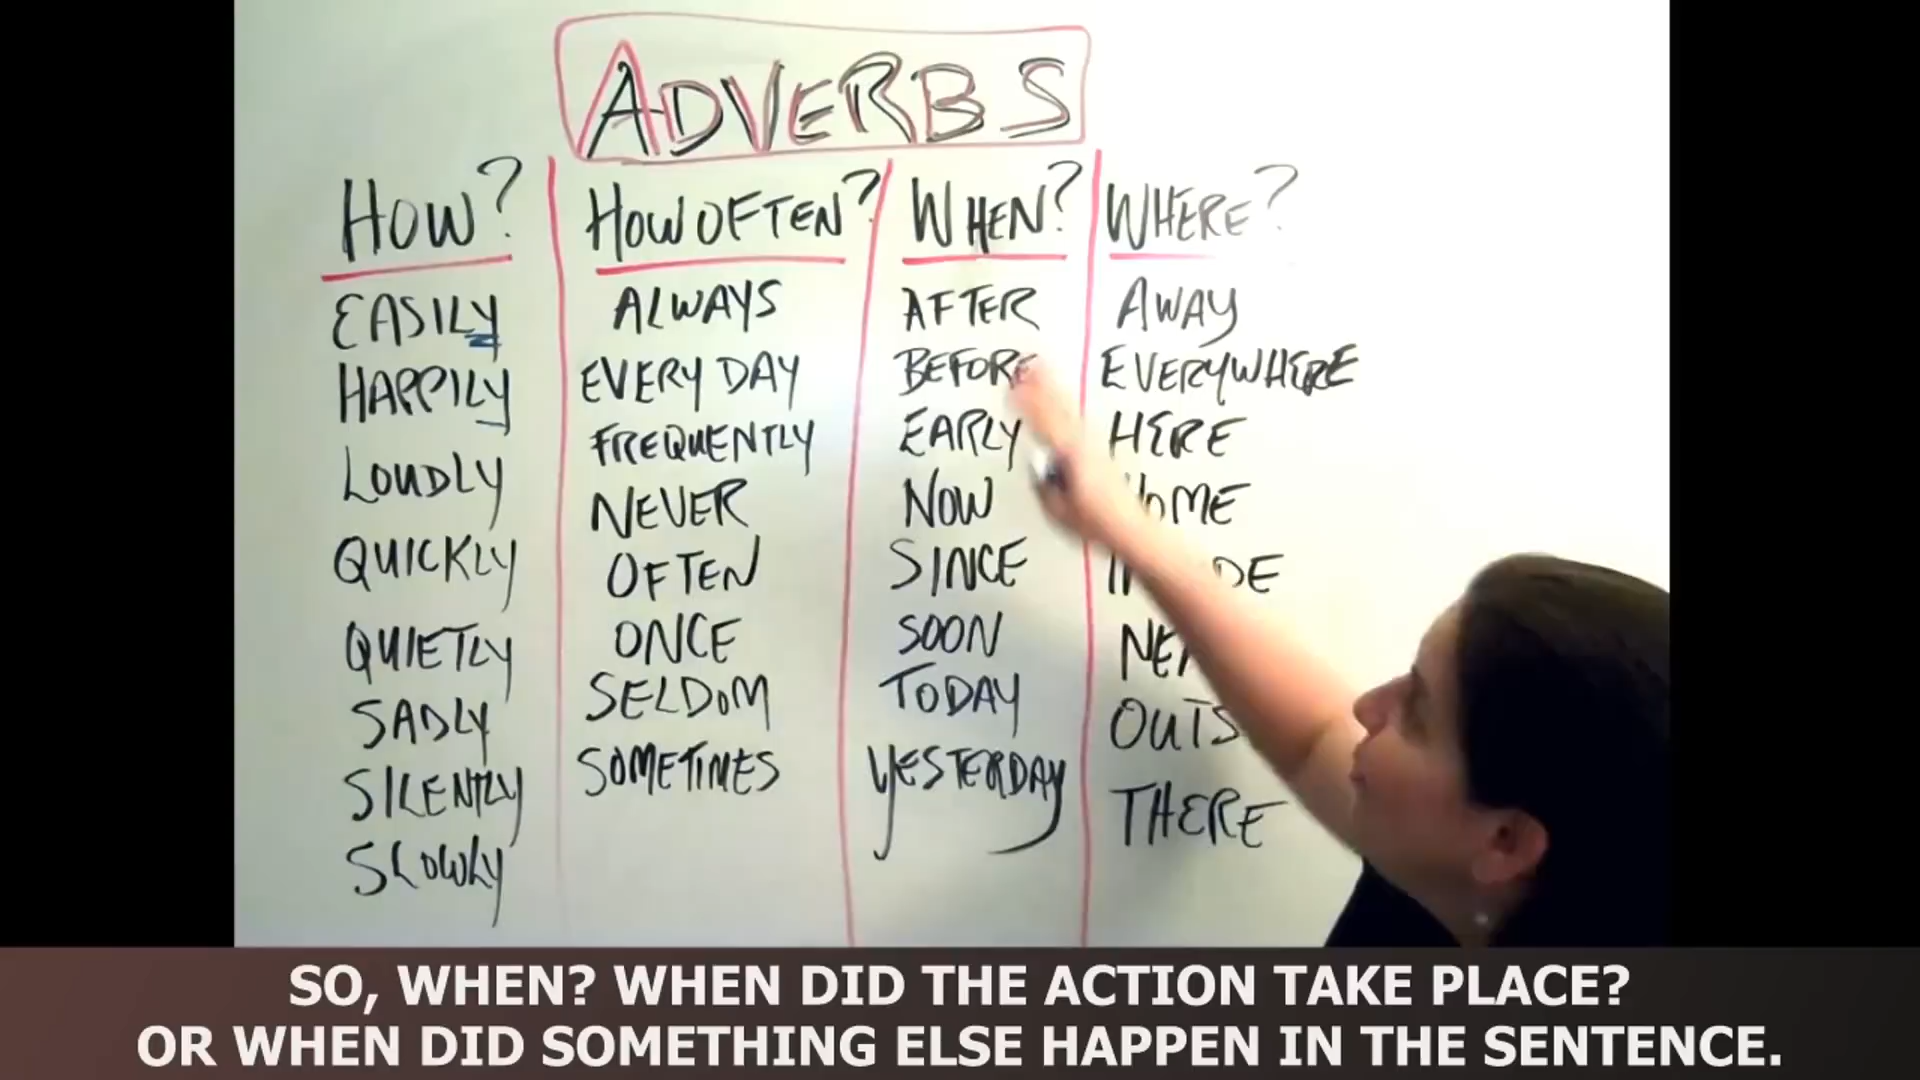 ADVERBS
HOW?
EASILY
HAPPILY
LOUDLY
QUICKLY
QUIETLY
SADLY
SILENTLY
SLOWLY
HOW OFTEN?
ALWAYS
EVERY DAY
FREQUENTLY
NEVER
OFTEN
ONCE
SELDOM
SOMETIMES
WHEN?
AFTER
BEFORE
EARLY
NOW
SINCE
SOON
TODAY
YESTERDAY
WHERE?
AWAY
EVERYWHERE
HERE
HOME
THERE
SO, WHEN? WHEN DID THE ACTION TAKE PLACE?
OR WHEN DID SOMETHING ELSE HAPPEN IN THE SENTENCE.